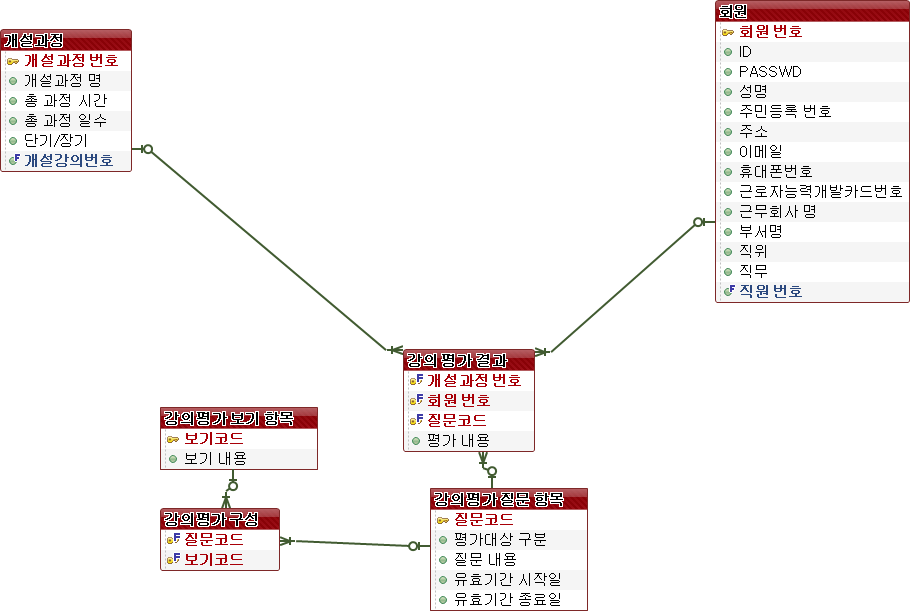 개설과정
개설 과정 번호
개설과정 명
총 과정 시간
총 과정 일수
단기/장기
개설강의번호
회원
회원 번호
ID
PASSWD
성명
주민등록 번호
주소
이메일
휴대폰번호
근로자능력개발카드번호
근무회사 명
부서명
직위
직무
직원 번호
강의 평가 결과
개설 과정 번호
회원 번호
질문코드
평가 내용
강의평가 보기 항목
보기코드
보기 내용
강의평가 구성
질문코드
보기코드
강의평가 질문 항목
질문코드
평가대상 구분
질문 내용
유효기간 시작일
유효기간 종료일